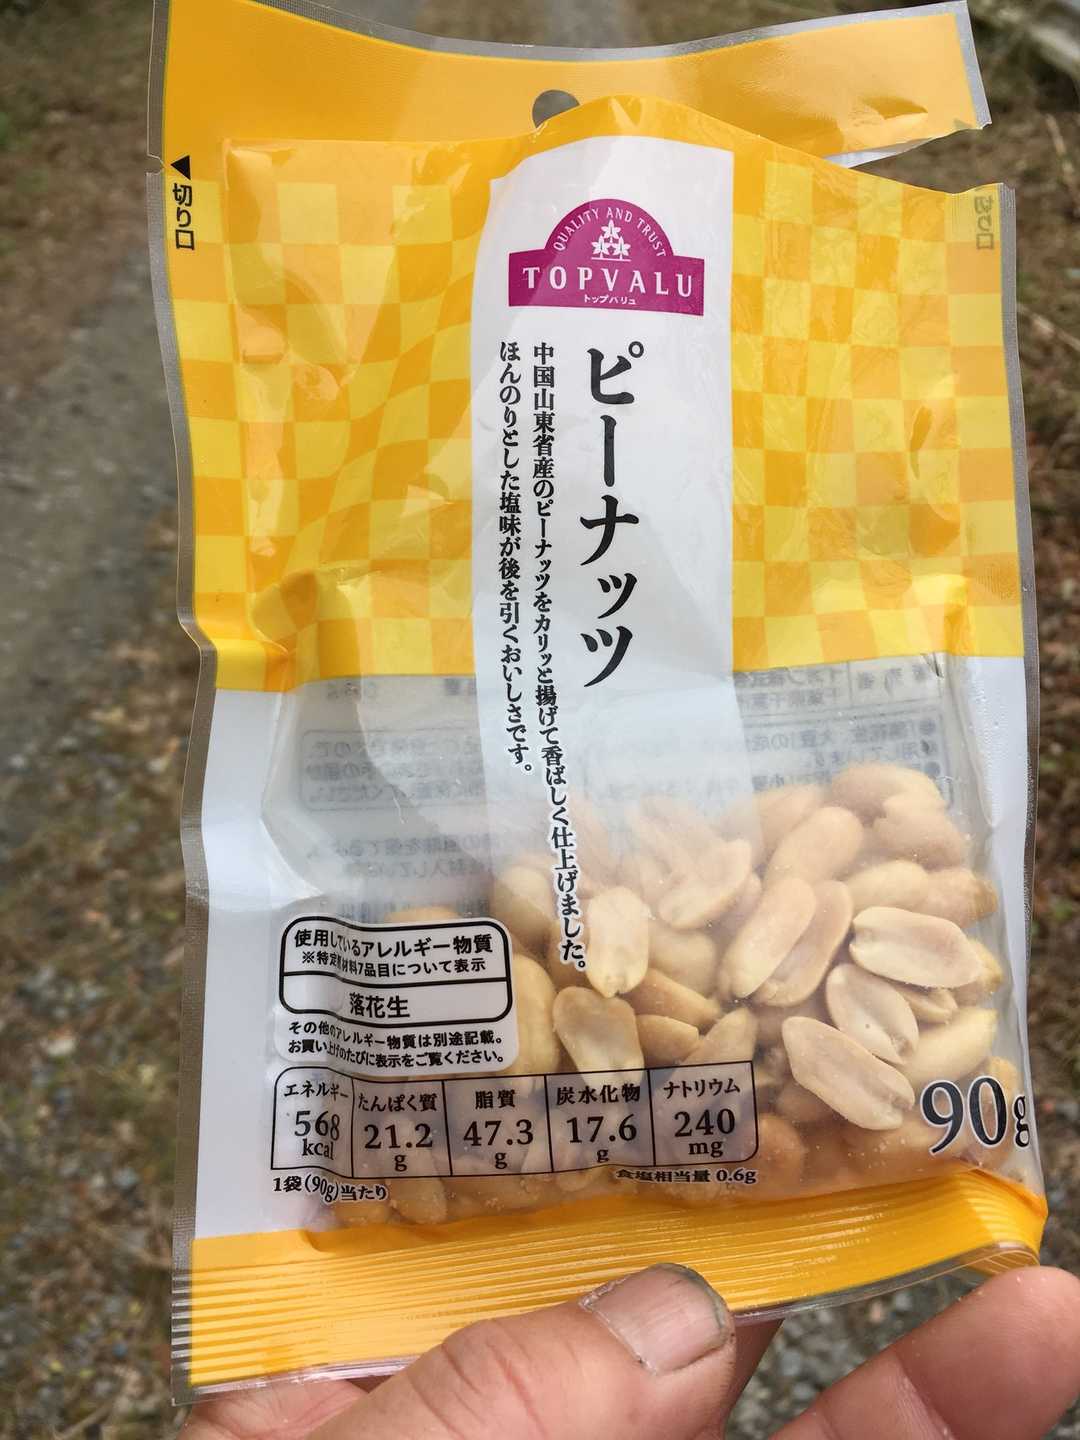 切り口
QUALITY AND TRUST
TOPVALU
トップバリュ
ピーナッツ
中国山東省産のピーナッツをカリッと揚げて香ばしく仕上げました。
ほんのりとした塩味が後を引くおいしさです。
使用しているアレルギー物質
※特定原材料7品目について表示
落花生
その他のアレルギー物質は別途記載。
お買い上げのたびに表示をご覧ください。
エネルギー たんぱく質 脂質 炭水化物 ナトリウム
568 kcal 21.2 g 47.3 g 17.6 g 240 mg
1袋(90g)当たり 食塩相当量 0.6g
90g